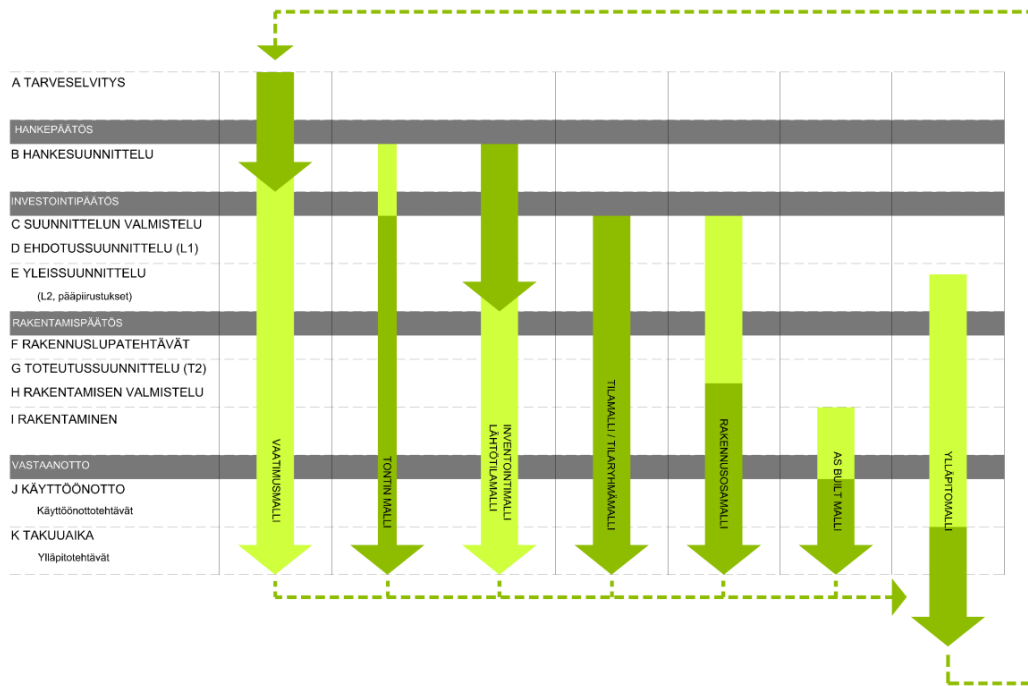 A TARVESELVITYS
HANKEPÄÄTÖS
B HANKESUUNNITTELU
INVESTOINTIPÄÄTÖS
C SUUNNITTELUN VALMISTELU
D EHDOTUSSUUNNITTELU (L1)
E YLEISSUUNNITTELU
(L2, pääpiirustukset)
RAKENTAMISPÄÄTÖS
F RAKENNUSLUPATEHTÄVÄT
G TOTEUTUSSUUNNITTELU (T2)
H RAKENTAMISEN VALMISTELU
I RAKENTAMINEN
VASTAANOTTO
J KÄYTTÖÖNOTTO
Käyttöönottotehtävät
K TAKUUAIKA
Ylläpitotehtävät
VAATIMUSMALLI
TONTIN MALLI
INVENTOINTIMALLI
LÄHTÖTILAMALLI
TILAMALLI / TILARYHMÄMALLI
RAKENNUSOSAMALLI
AS BUILT MALLI
YLLÄPITOMALLI